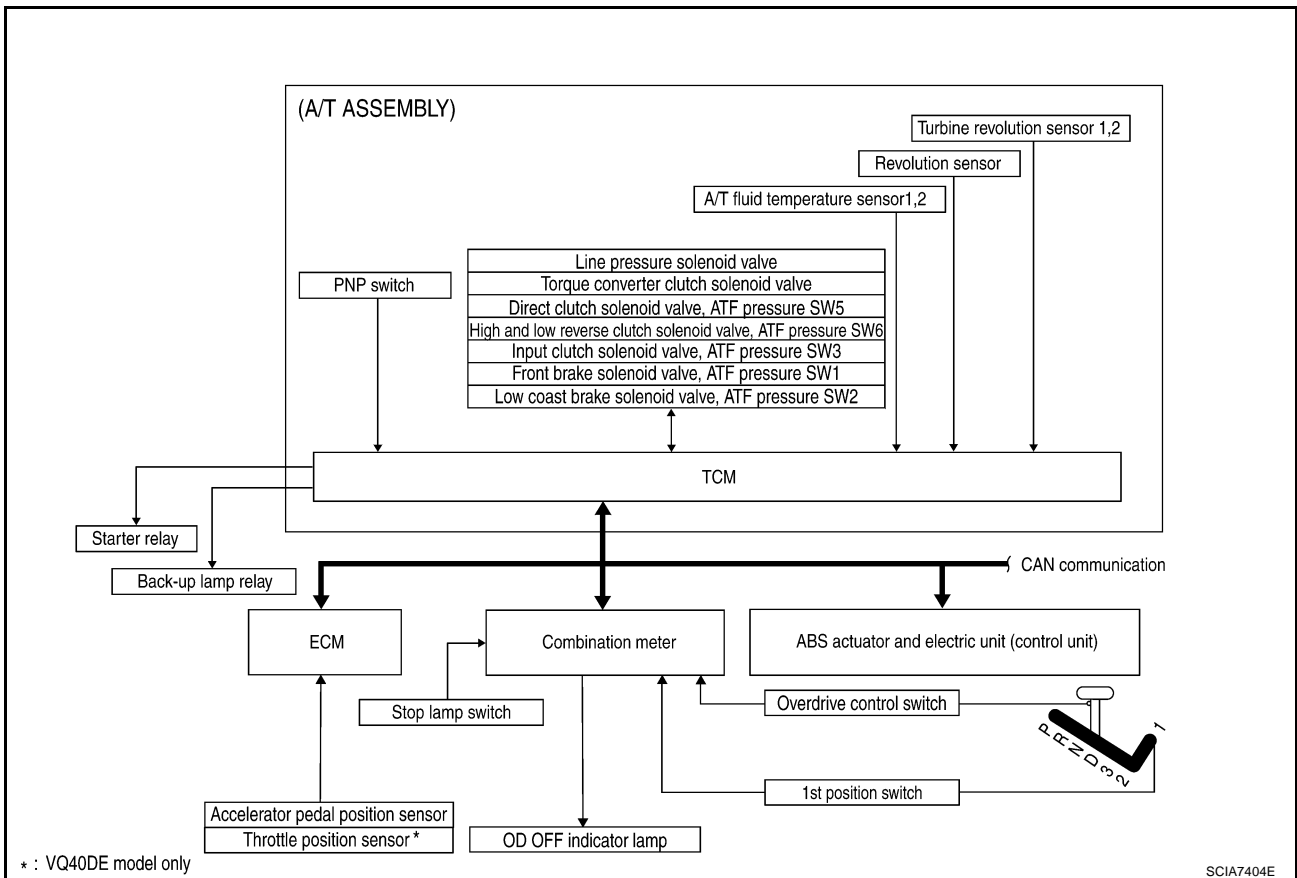 (A/T ASSEMBLY)
Turbine revolution sensor 1,2
Revolution sensor
A/T fluid temperature sensor1,2
Line pressure solenoid valve
Torque converter clutch solenoid valve
Direct clutch solenoid valve, ATF pressure SW5
High and low reverse clutch solenoid valve, ATF pressure SW6
Input clutch solenoid valve, ATF pressure SW3
Front brake solenoid valve, ATF pressure SW1
Low coast brake solenoid valve, ATF pressure SW2
PNP switch
TCM
Starter relay
Back-up lamp relay
CAN communication
ECM
Combination meter
ABS actuator and electric unit (control unit)
Stop lamp switch
Overdrive control switch
P R N D 3 2 1
1st position switch
Accelerator pedal position sensor
Throttle position sensor *
OD OFF indicator lamp
* : VQ40DE model only
SCIA7404E